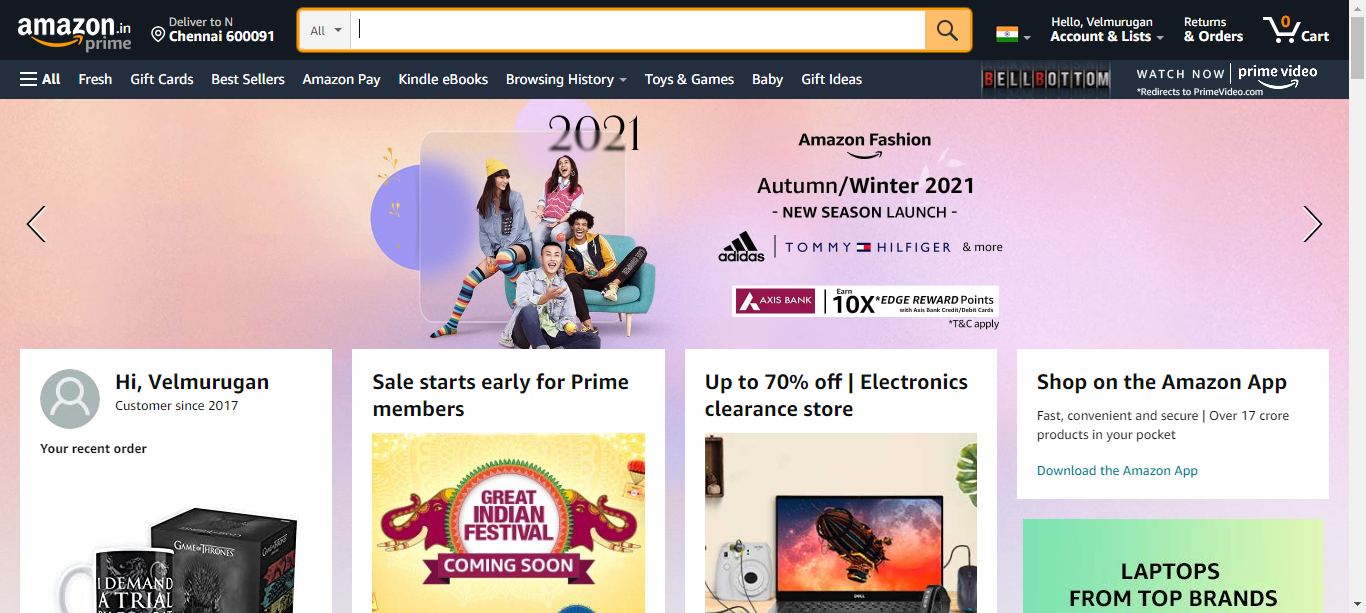 amazon.in
prime
Deliver to N
Chennai 600091
All
Hello, Velmurugan
Account & Lists
Returns
& Orders
0
Cart
All Fresh Gift Cards Best Sellers Amazon Pay Kindle eBooks Browsing History Toys & Games Baby Gift Ideas
BELLBOTTOM
WATCH NOW
prime video
*Redirects to PrimeVideo.com
2021
Amazon Fashion
Autumn/Winter 2021
- NEW SEASON LAUNCH -
adidas TOMMY HILFIGER & more
AXIS BANK
Earn
10X *EDGE REWARD Points
with Axis Bank Credit/Debit Cards
*T&C apply
Hi, Velmurugan
Customer since 2017
Your recent order
GAME OF THRONES
I DEMAND
A TRIAL
Sale starts early for Prime
members
GREAT
INDIAN
FESTIVAL
COMING SOON
Up to 70% off | Electronics
clearance store
DELL
Shop on the Amazon App
Fast, convenient and secure | Over 17 crore
products in your pocket
Download the Amazon App
LAPTOPS
FROM TOP BRANDS